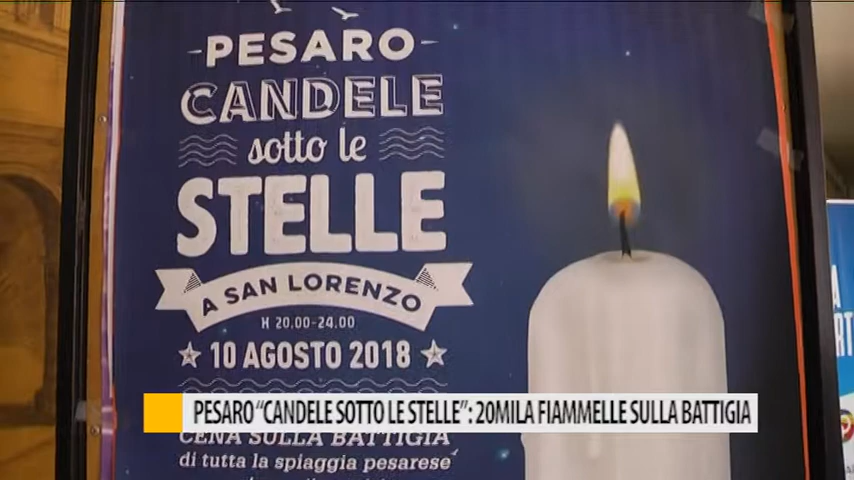 PESARO
CANDELE
sotto le
STELLE
A SAN LORENZO
H 20.00-24.00
10 AGOSTO 2018
PESARO "CANDELE SOTTO LE STELLE": 20MILA FIAMMELLE SULLA BATTIGIA
CENA SULLA BATTIGIA
di tutta la spiaggia pesarese